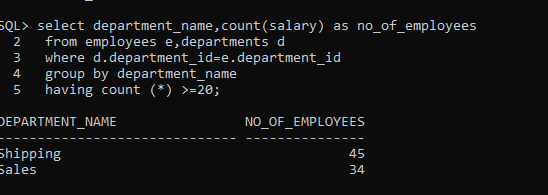 SQL> select department_name,count(salary) as no_of_employees
2 from employees e,departments d
3 where d.department_id=e.department_id
4 group by department_name
5 having count (*) >=20;
DEPARTMENT_NAME NO_OF_EMPLOYEES
------------------------------ ---------------
Shipping 45
Sales 34